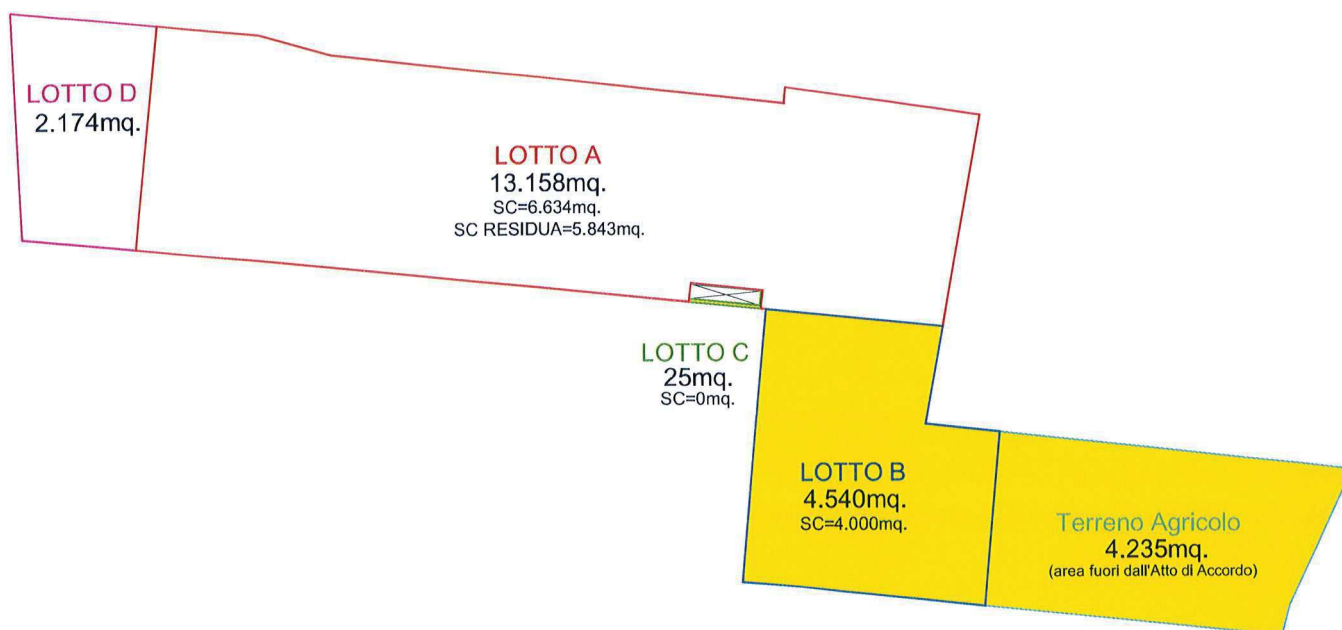 LOTTO D
2.174mq.
LOTTO A
13.158mq.
SC=6.634mq.
SC RESIDUA=5.843mq.
LOTTO C
25mq.
SC=0mq.
LOTTO B
4.540mq.
SC=4.000mq.
Terreno Agricolo
4.235mq.
(area fuori dall'Atto di Accordo)